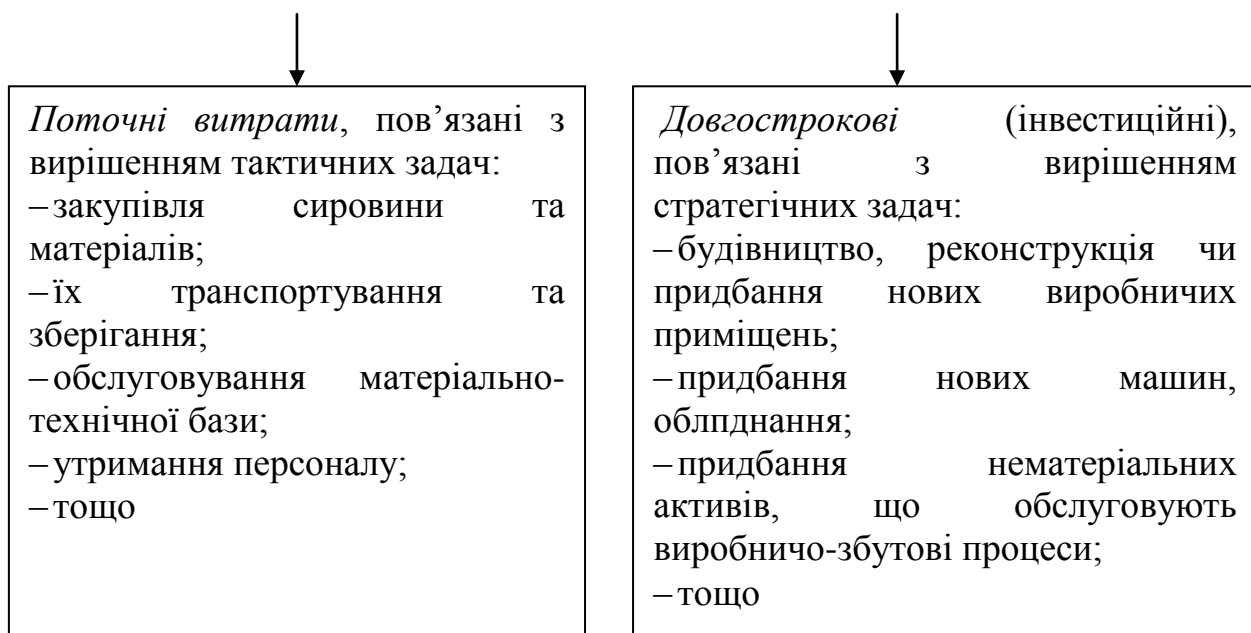 Поточні витрати, пов’язані з
вирішенням тактичних задач:
–закупівля сировини та
матеріалів;
–їх транспортування та
зберігання;
–обслуговування матеріально-
технічної бази;
–утримання персоналу;
–тощо
Довгострокові (інвестиційні),
пов’язані з вирішенням
стратегічних задач:
–будівництво, реконструкція чи
придбання нових виробничих
приміщень;
–придбання нових машин,
облпднання;
–придбання нематеріальних
активів, що обслуговують
виробничо-збутові процеси;
–тощо